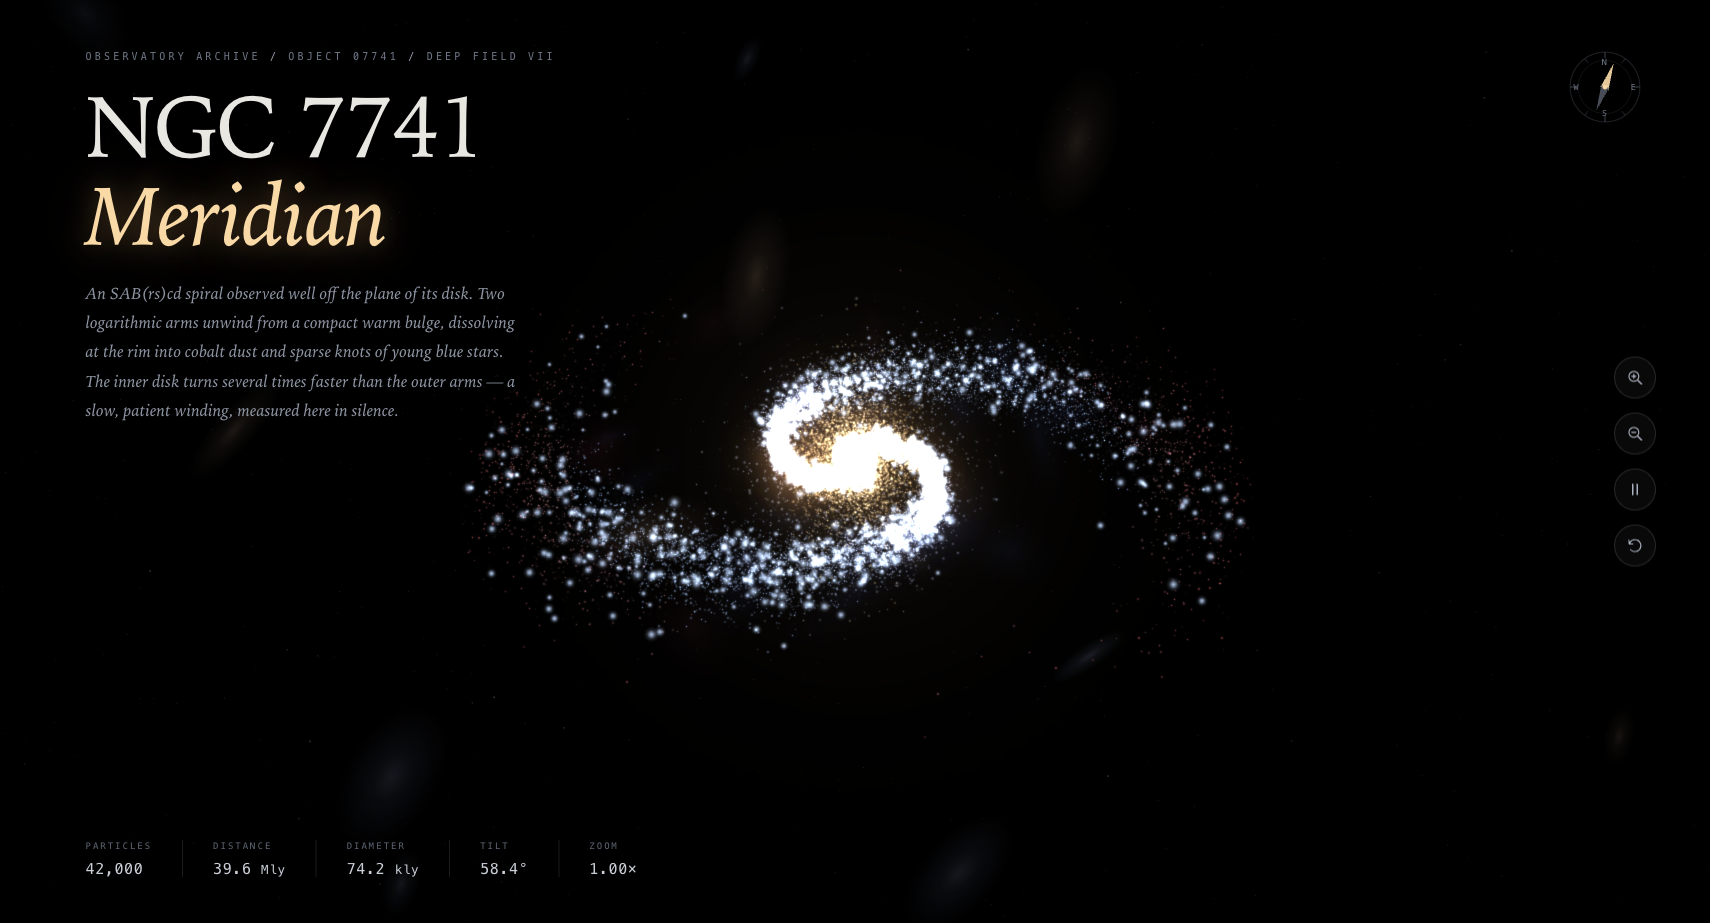 OBSERVATORY ARCHIVE / OBJECT 07741 / DEEP FIELD VII
NGC 7741
Meridian
An SAB(rs)cd spiral observed well off the plane of its disk. Two
logarithmic arms unwind from a compact warm bulge, dissolving
at the rim into cobalt dust and sparse knots of young blue stars.
The inner disk turns several times faster than the outer arms — a
slow, patient winding, measured here in silence.
N
W E
S
PARTICLES DISTANCE DIAMETER TILT ZOOM
42,000 39.6 Mly 74.2 kly 58.4° 1.00×